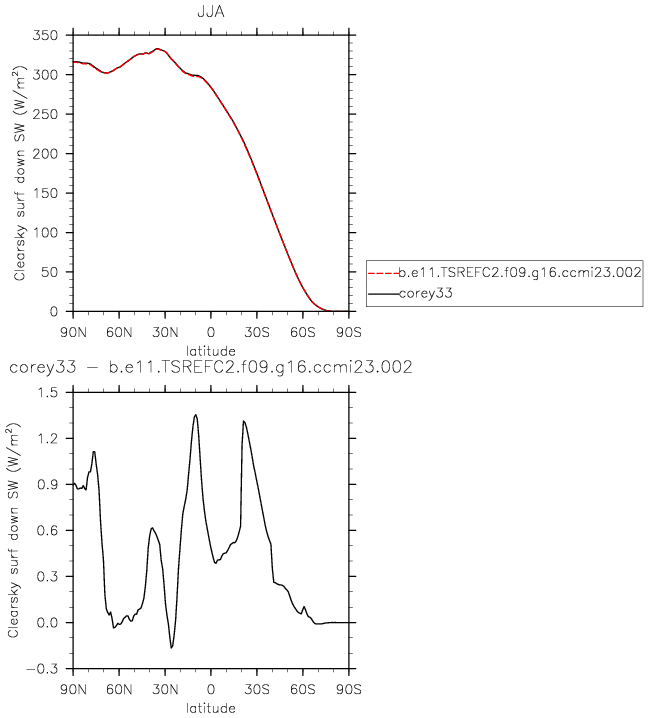 JJA
350
300
250
200
150
100
50
0
Clearsky surf down SW (W/m²)
90N 60N 30N 0 30S 60S 90S
latitude
b.e11.TSREFC2.f09.g16.ccmi23.002
corey33
corey33 − b.e11.TSREFC2.f09.g16.ccmi23.002
1.5
1.2
0.9
0.6
0.3
0.0
−0.3
Clearsky surf down SW (W/m²)
90N 60N 30N 0 30S 60S 90S
latitude